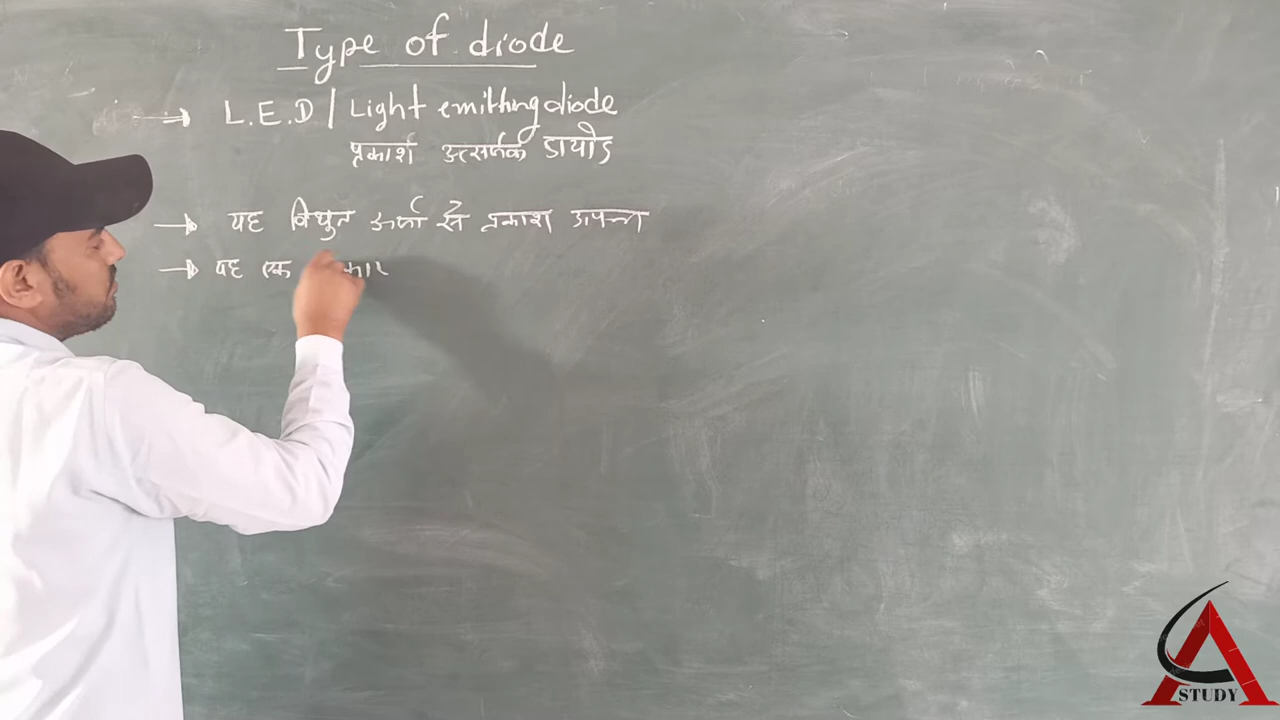 Type of diode
→ L.E.D / Light emitting diode
प्रकार्श उत्सर्जक डायोड
→ यह विधुत ऊर्जा से प्रकाश उत्पन्न
→ यह एक कार
STUDY